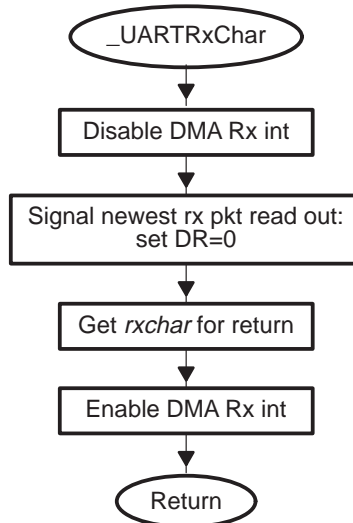 _UARTRxChar
Disable DMA Rx int
Signal newest rx pkt read out:
set DR=0
Get rxchar for return
Enable DMA Rx int
Return